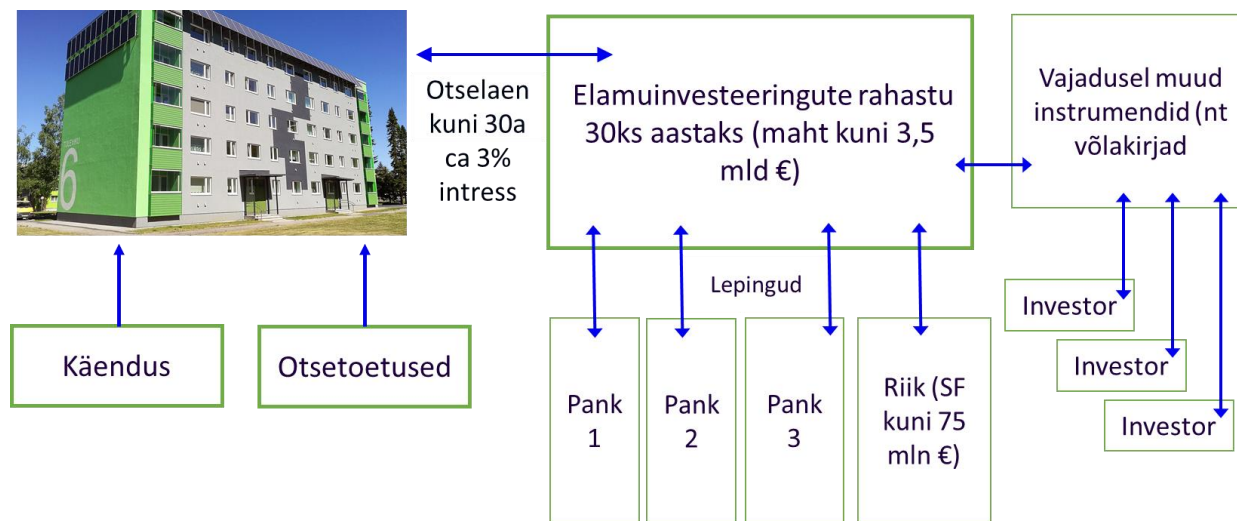 6
Otselaen
kuni 30a
ca 3%
intress
Elamuinvesteeringute rahastu
30ks aastaks (maht kuni 3,5
mld €)
Vajadusel muud
instrumendid (nt
võlakirjad
Käendus
Otsetoetused
Lepingud
Pank
1
Pank
2
Pank
3
Riik (SF
kuni 75
mln €)
Investor
Investor
Investor